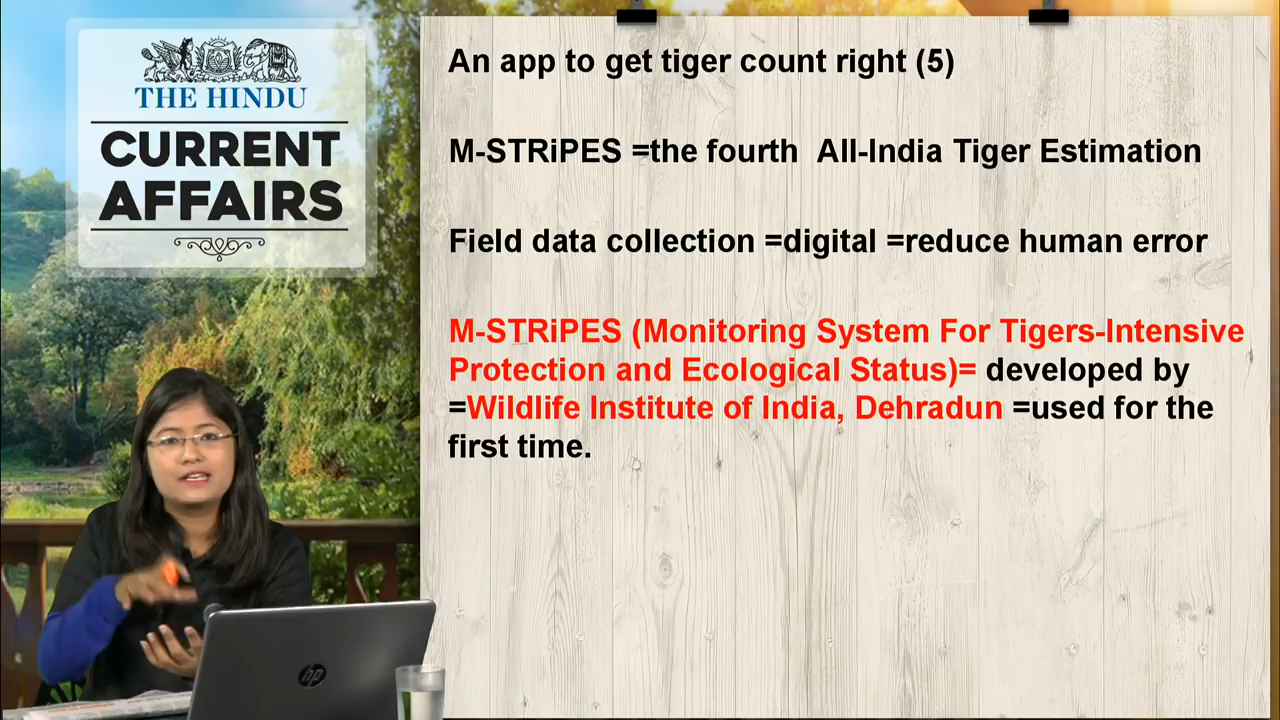 THE HINDU
CURRENT
AFFAIRS
An app to get tiger count right (5)
M-STRiPES =the fourth All-India Tiger Estimation
Field data collection =digital =reduce human error
M-STRiPES (Monitoring System For Tigers-Intensive
Protection and Ecological Status)= developed by
=Wildlife Institute of India, Dehradun =used for the
first time.
hp